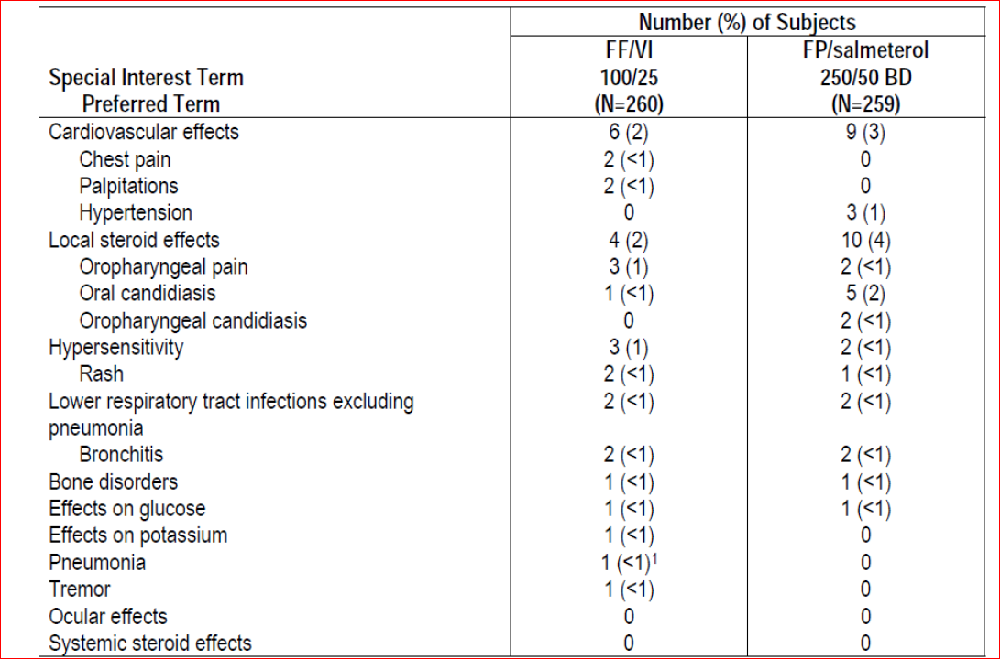 Number (%) of Subjects
FF/VI FP/salmeterol
Special Interest Term 100/25 250/50 BD
Preferred Term (N=260) (N=259)
Cardiovascular effects 6 (2) 9 (3)
Chest pain 2 (<1) 0
Palpitations 2 (<1) 0
Hypertension 0 3 (1)
Local steroid effects 4 (2) 10 (4)
Oropharyngeal pain 3 (1) 2 (<1)
Oral candidiasis 1 (<1) 5 (2)
Oropharyngeal candidiasis 0 2 (<1)
Hypersensitivity 3 (1) 2 (<1)
Rash 2 (<1) 1 (<1)
Lower respiratory tract infections excluding 2 (<1) 2 (<1)
pneumonia
Bronchitis 2 (<1) 2 (<1)
Bone disorders 1 (<1) 1 (<1)
Effects on glucose 1 (<1) 1 (<1)
Effects on potassium 1 (<1) 0
Pneumonia 1 (<1)¹ 0
Tremor 1 (<1) 0
Ocular effects 0 0
Systemic steroid effects 0 0